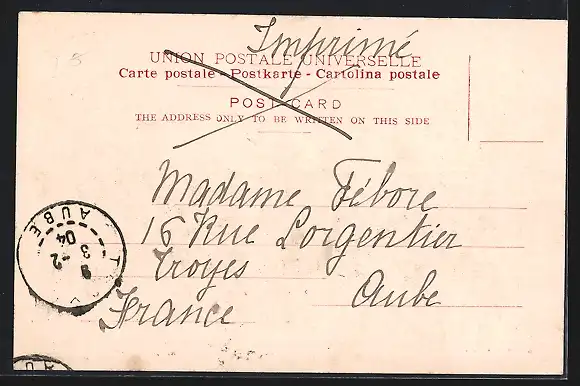 Imprimé
UNION POSTALE UNIVERSELLE
Carte postale - Postkarte - Cartolina postale
POST-CARD
THE ADDRESS ONLY TO BE WRITTEN ON THIS SIDE
Madame Fébore
16 Rue Lorgentier
Troyes
Aube
France
AUBE
3
04